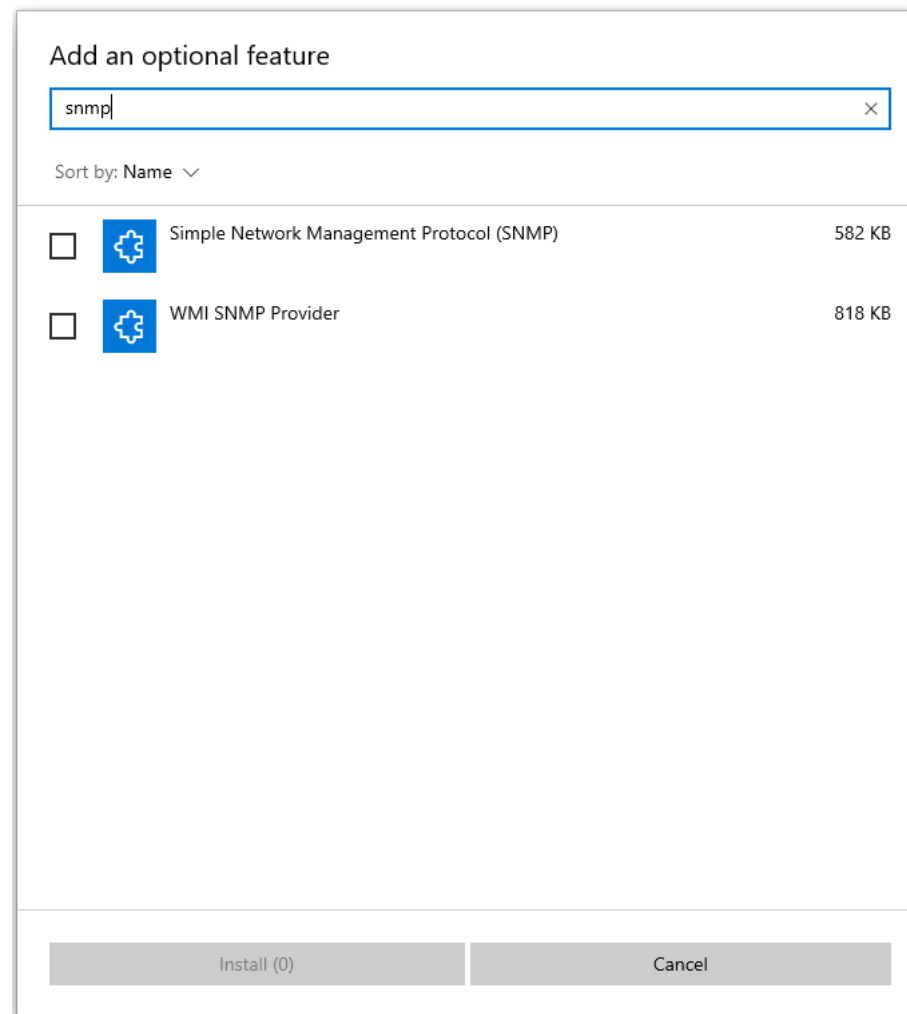 Add an optional feature
snmp
Sort by: Name
Simple Network Management Protocol (SNMP) 582 KB
WMI SNMP Provider 818 KB
Install (0) Cancel